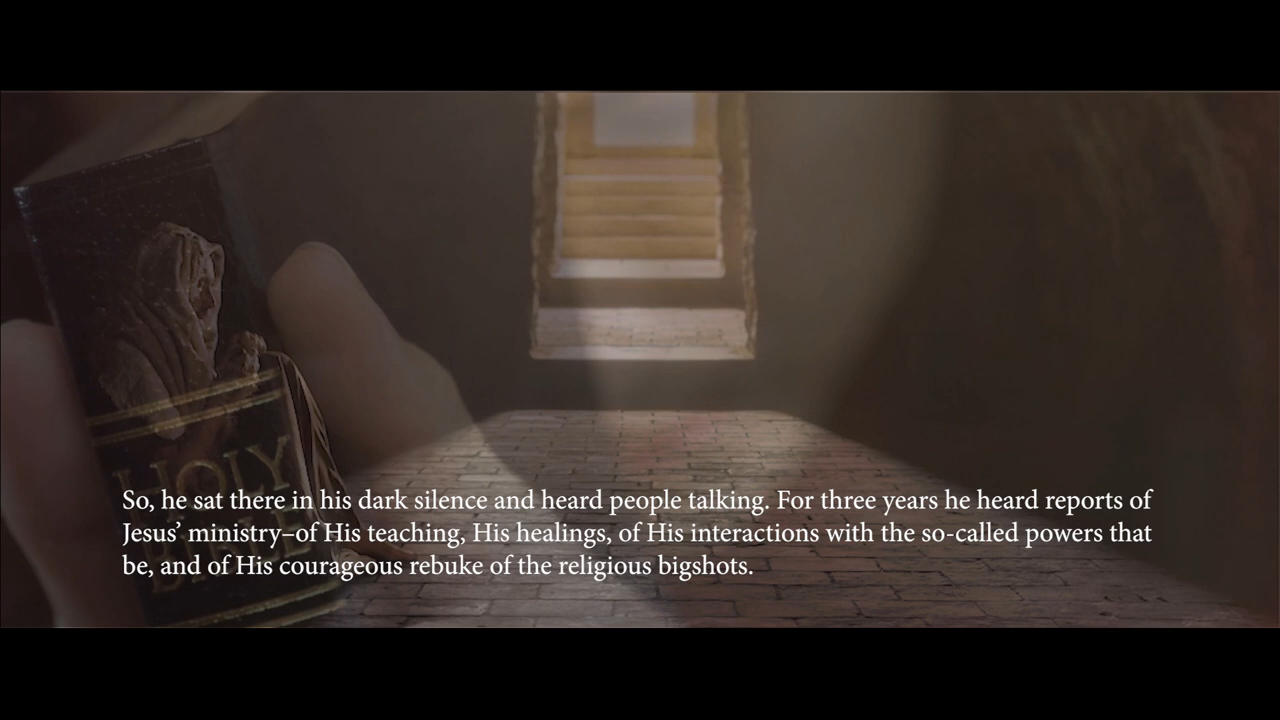 HOLY
BIBLE
So, he sat there in his dark silence and heard people talking. For three years he heard reports of
Jesus’ ministry–of His teaching, His healings, of His interactions with the so-called powers that
be, and of His courageous rebuke of the religious bigshots.